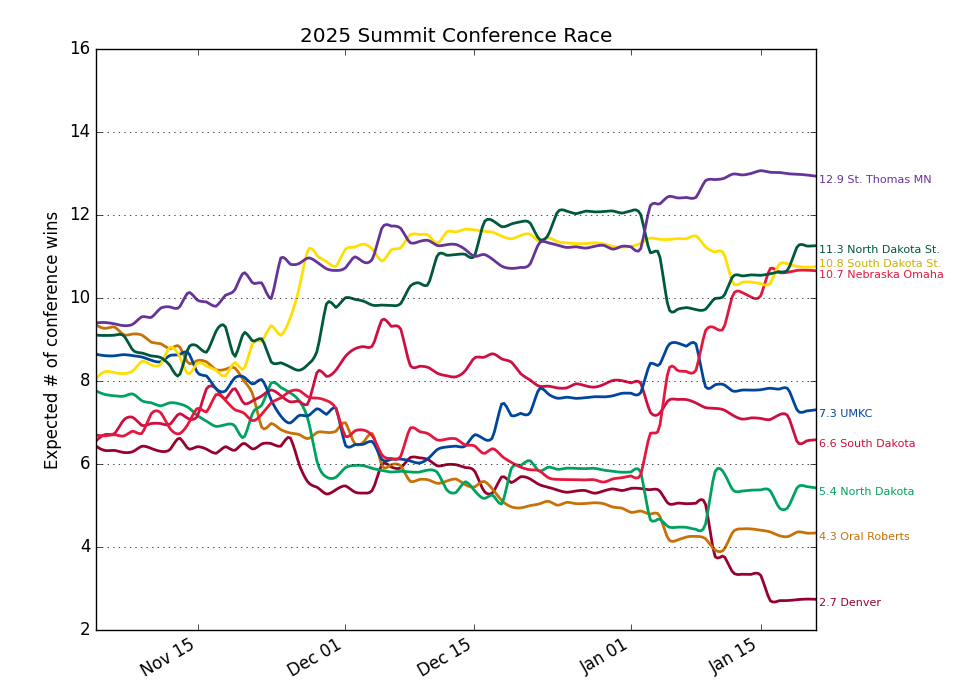 2025 Summit Conference Race
Expected # of conference wins
16
14
12
10
8
6
4
2
Nov 15
Dec 01
Dec 15
Jan 01
Jan 15
12.9 St. Thomas MN
11.3 North Dakota St.
10.8 South Dakota St.
10.7 Nebraska Omaha
7.3 UMKC
6.6 South Dakota
5.4 North Dakota
4.3 Oral Roberts
2.7 Denver